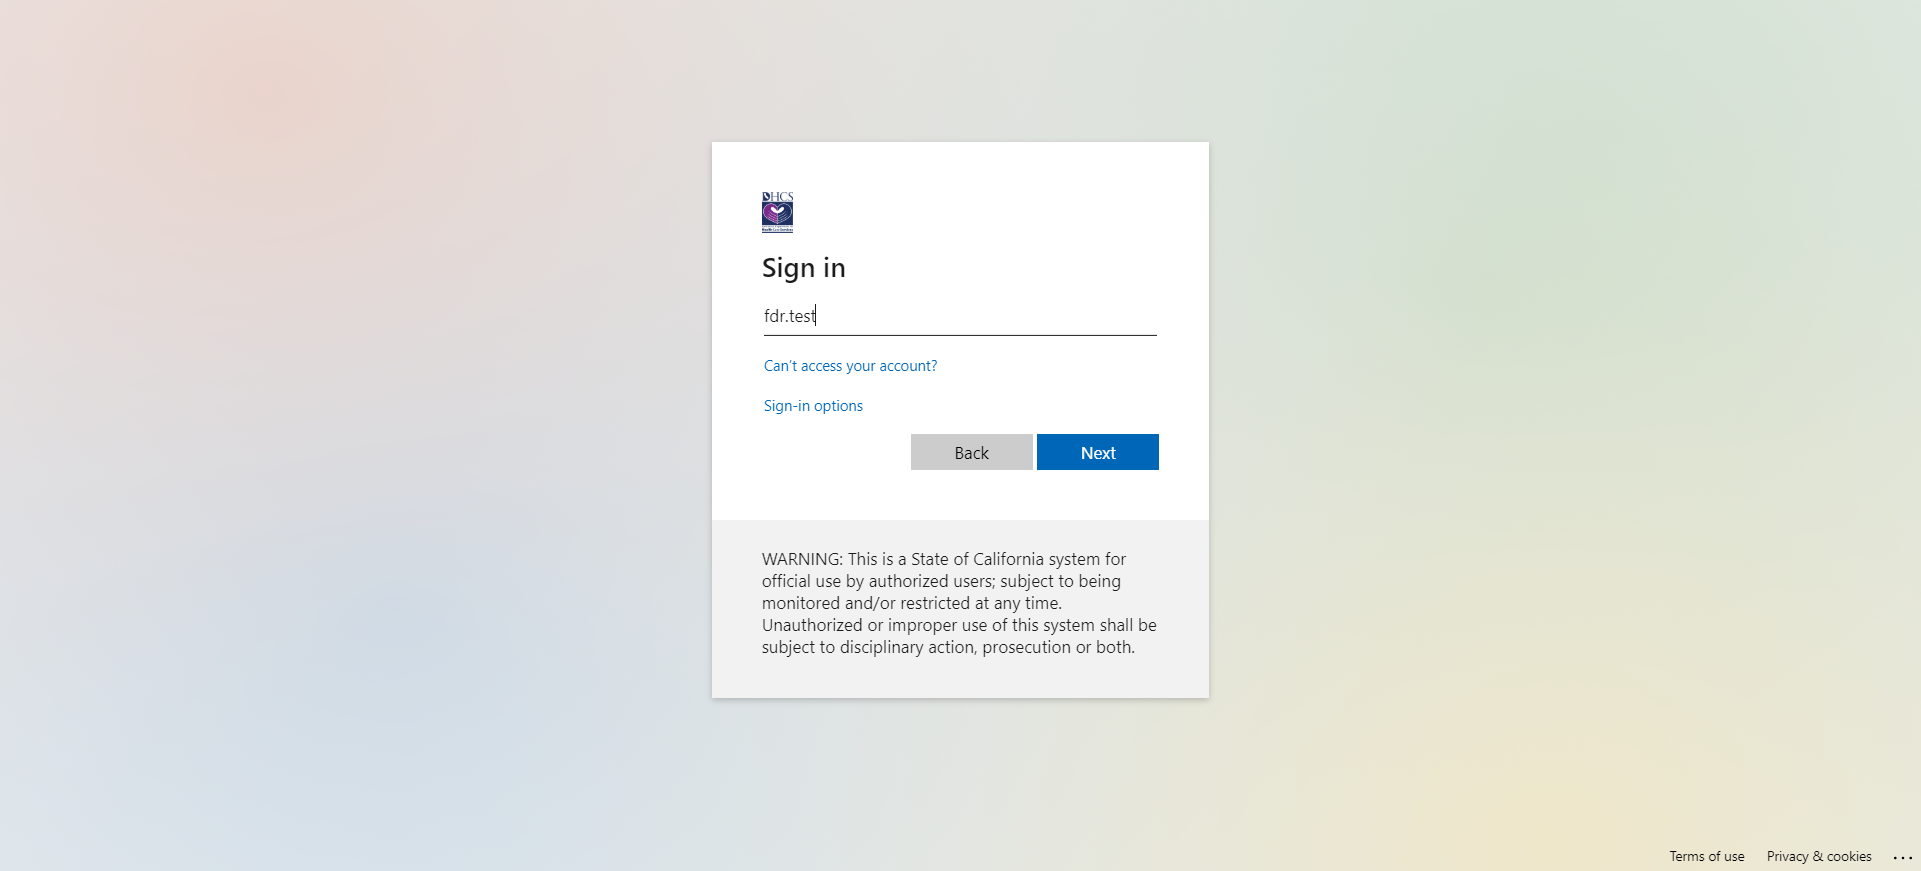 DHCS
Sign in
fdr.test
Can't access your account?
Sign-in options
Back
Next
WARNING: This is a State of California system for
official use by authorized users; subject to being
monitored and/or restricted at any time.
Unauthorized or improper use of this system shall be
subject to disciplinary action, prosecution or both.
Terms of use
Privacy & cookies
...